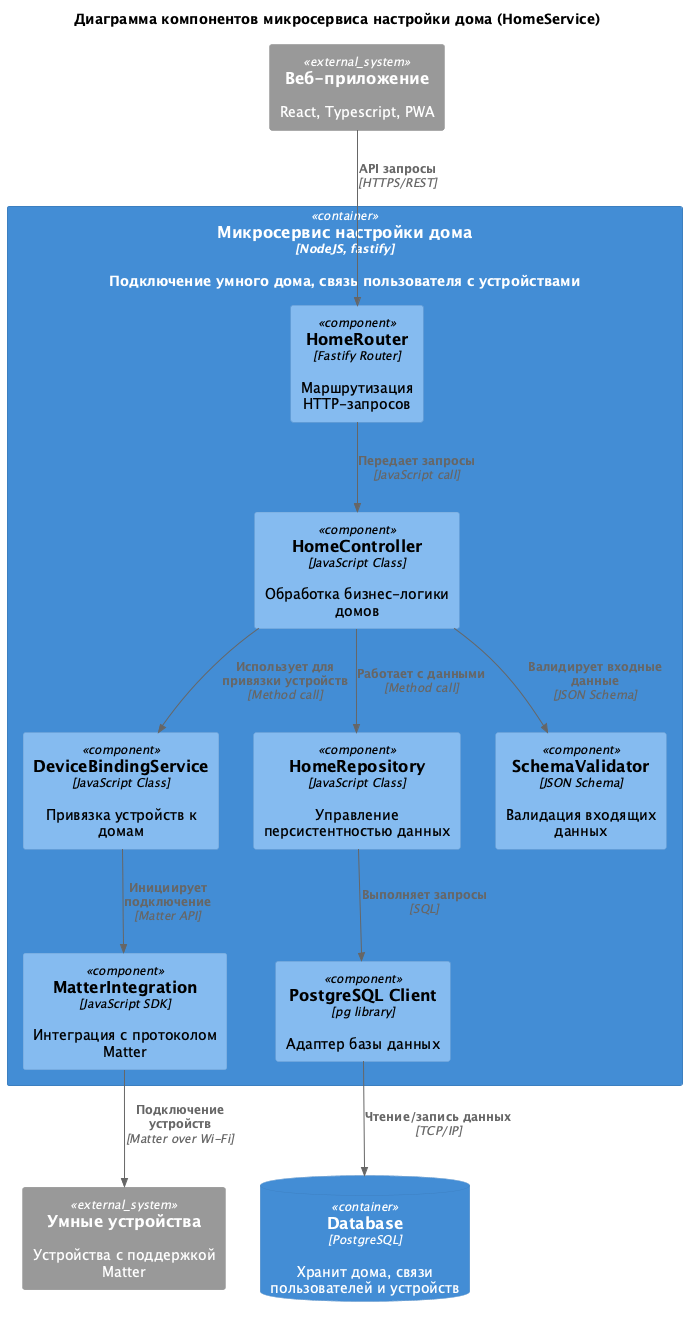 Диаграмма компонентов микросервиса настройки дома (HomeService)
«external_system»
Веб-приложение
React, Typescript, PWA
API запросы
[HTTPS/REST]
«container»
Микросервис настройки дома
[NodeJS, fastify]
Подключение умного дома, связь пользователя с устройствами
«component»
HomeRouter
[Fastify Router]
Маршрутизация
HTTP-запросов
Передает запросы
[JavaScript call]
«component»
HomeController
[JavaScript Class]
Обработка бизнес-логики
домов
Использует для
привязки устройств
[Method call]
Работает с данными
[Method call]
Валидирует входные
данные
[JSON Schema]
«component»
DeviceBindingService
[JavaScript Class]
Привязка устройств к
домам
«component»
HomeRepository
[JavaScript Class]
Управление
персистентностью данных
«component»
SchemaValidator
[JSON Schema]
Валидация входящих
данных
Инициирует
подключение
[Matter API]
Выполняет запросы
[SQL]
«component»
MatterIntegration
[JavaScript SDK]
Интеграция с протоколом
Matter
«component»
PostgreSQL Client
[pg library]
Адаптер базы данных
Подключение
устройств
[Matter over Wi-Fi]
Чтение/запись данных
[TCP/IP]
«external_system»
Умные устройства
Устройства с поддержкой
Matter
«container»
Database
[PostgreSQL]
Хранит дома, связи
пользователей и устройств